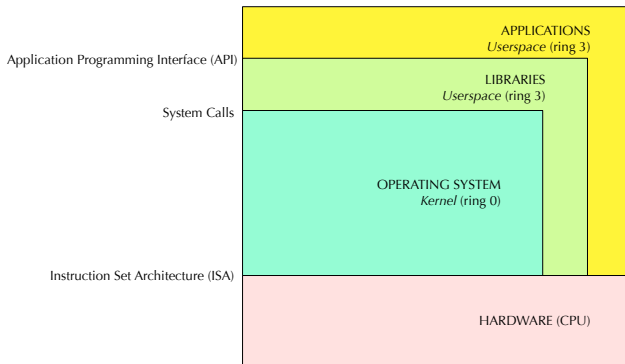 APPLICATIONS
Userspace (ring 3)
Application Programming Interface (API)
LIBRARIES
Userspace (ring 3)
System Calls
OPERATING SYSTEM
Kernel (ring 0)
Instruction Set Architecture (ISA)
HARDWARE (CPU)